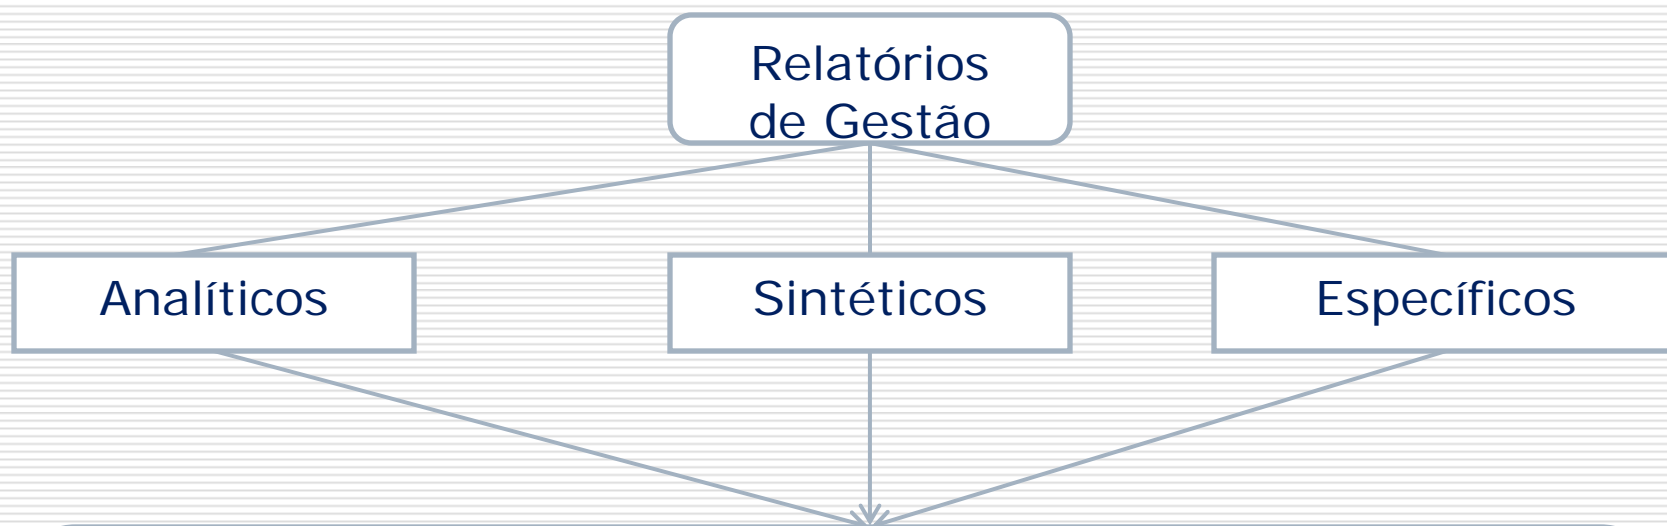 Relatórios
de Gestão
Analíticos
Sintéticos
Específicos